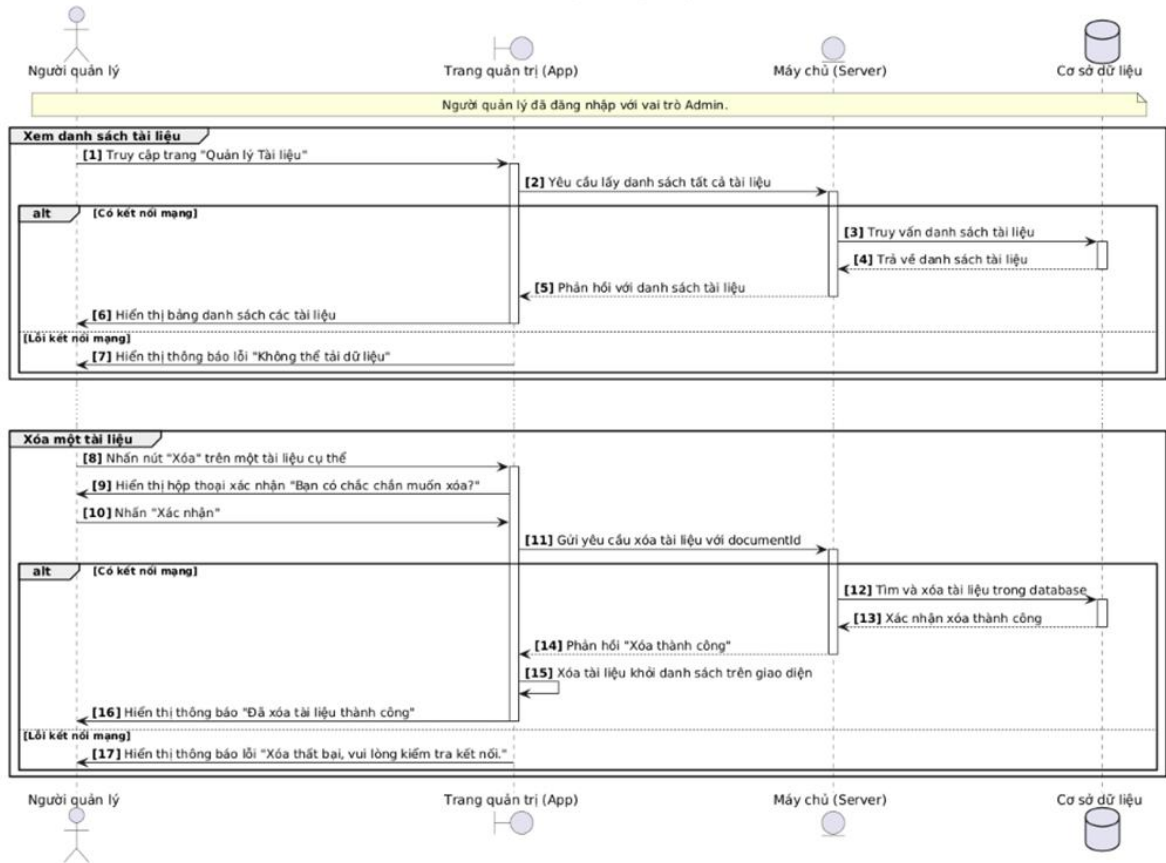 Người quản lý
Trang quản trị (App)
Máy chủ (Server)
Cơ sở dữ liệu
Người quản lý đã đăng nhập với vai trò Admin.
Xem danh sách tài liệu
[1] Truy cập trang "Quản lý Tài liệu"
[2] Yêu cầu lấy danh sách tất cả tài liệu
alt
[Có kết nối mạng]
[3] Truy vấn danh sách tài liệu
[4] Trả về danh sách tài liệu
[5] Phản hồi với danh sách tài liệu
[6] Hiển thị bảng danh sách các tài liệu
[Lỗi kết nối mạng]
[7] Hiển thị thông báo lỗi "Không thể tải dữ liệu"
Xóa một tài liệu
[8] Nhấn nút "Xóa" trên một tài liệu cụ thể
[9] Hiển thị hộp thoại xác nhận "Bạn có chắc chắn muốn xóa?"
[10] Nhấn "Xác nhận"
[11] Gửi yêu cầu xóa tài liệu với documentId
alt
[Có kết nối mạng]
[12] Tìm và xóa tài liệu trong database
[13] Xác nhận xóa thành công
[14] Phản hồi "Xóa thành công"
[15] Xóa tài liệu khỏi danh sách trên giao diện
[16] Hiển thị thông báo "Đã xóa tài liệu thành công"
[Lỗi kết nối mạng]
[17] Hiển thị thông báo lỗi "Xóa thất bại, vui lòng kiểm tra kết nối."
Người quản lý
Trang quản trị (App)
Máy chủ (Server)
Cơ sở dữ liệu